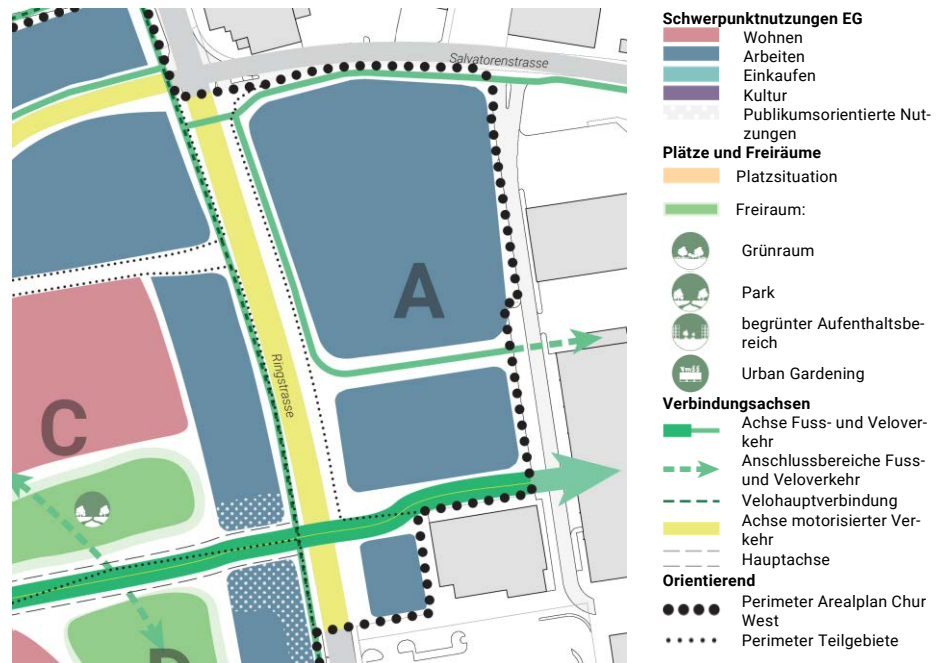 Salvatorenstrasse
A
Ringstrasse
C
D
Schwerpunktnutzungen EG
Wohnen
Arbeiten
Einkaufen
Kultur
Publikumsorientierte Nut-
zungen
Plätze und Freiräume
Platzsituation
Freiraum:
Grünraum
Park
begrünter Aufenthaltsbe-
reich
Urban Gardening
Verbindungsachsen
Achse Fuss- und Velover-
kehr
Anschlussbereiche Fuss-
und Veloverkehr
Velohauptverbindung
Achse motorisierter Ver-
kehr
Hauptachse
Orientierend
Perimeter Arealplan Chur
West
Perimeter Teilgebiete